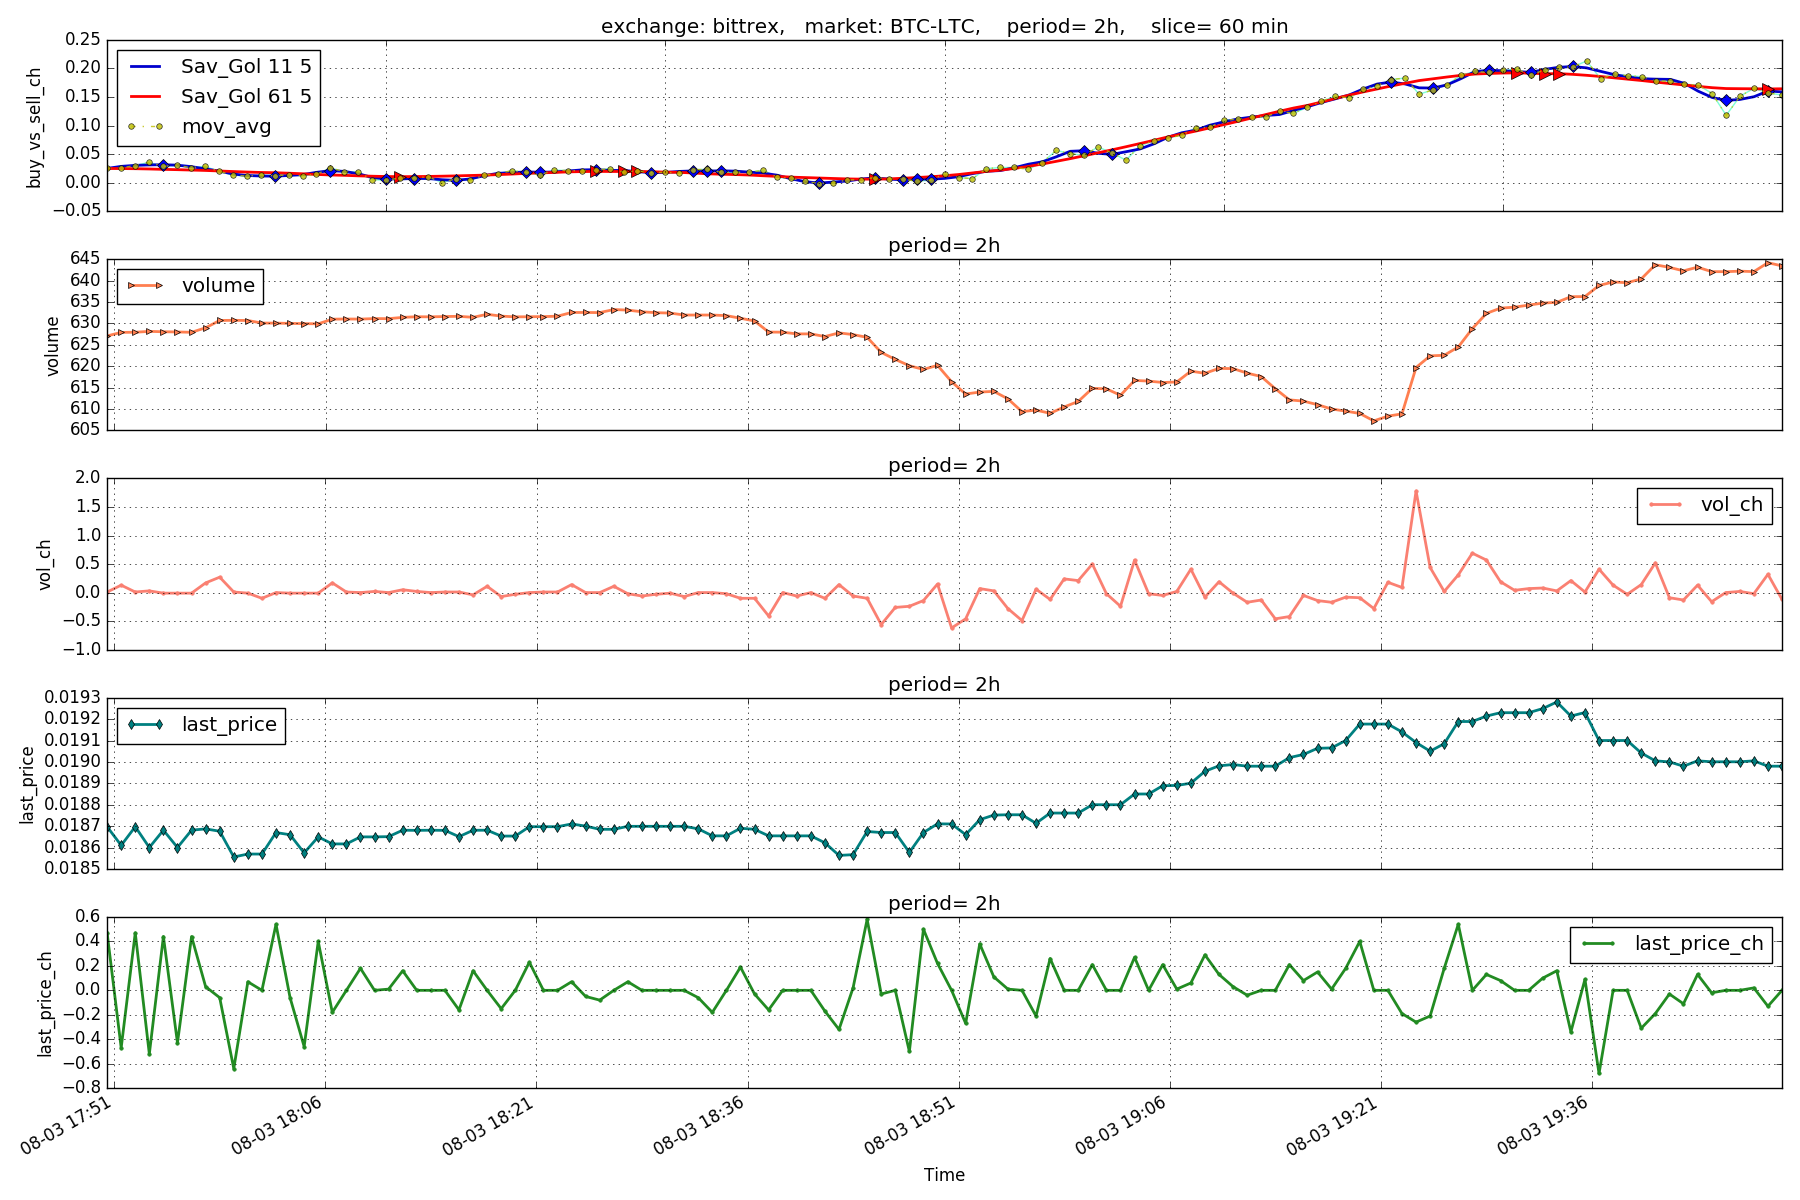 exchange: bittrex, market: BTC-LTC, period= 2h, slice= 60 min
buy_vs_sell_ch
0.25
0.20
0.15
0.10
0.05
0.00
−0.05
Sav_Gol 11 5
Sav_Gol 61 5
mov_avg
period= 2h
volume
645
640
635
630
625
620
615
610
605
volume
period= 2h
vol_ch
2.0
1.5
1.0
0.5
0.0
−0.5
−1.0
vol_ch
period= 2h
last_price
0.0193
0.0192
0.0191
0.0190
0.0189
0.0188
0.0187
0.0186
0.0185
last_price
period= 2h
last_price_ch
0.6
0.4
0.2
0.0
−0.2
−0.4
−0.6
−0.8
last_price_ch
08-03 17:51
08-03 18:06
08-03 18:21
08-03 18:36
08-03 18:51
08-03 19:06
08-03 19:21
08-03 19:36
Time